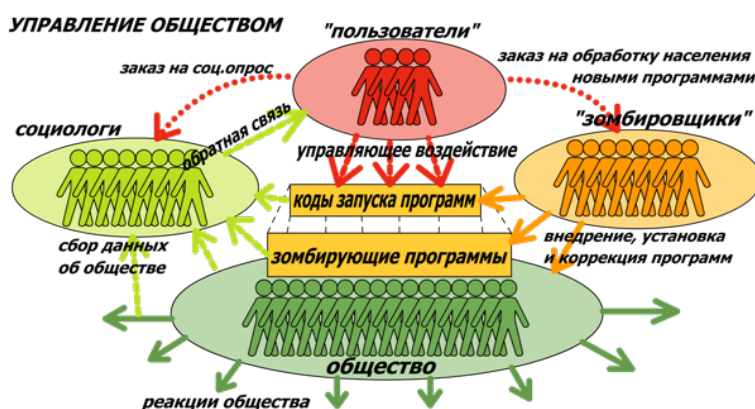 УПРАВЛЕНИЕ ОБЩЕСТВОМ
"пользователи"
заказ на соц.опрос
заказ на обработку населения
новыми программами
социологи
обратная связь
"зомбировщики"
управляющее воздействие
коды запуска программ
сбор данных
об обществе
зомбирующие программы
внедрение, установка
и коррекция программ
общество
реакции общества